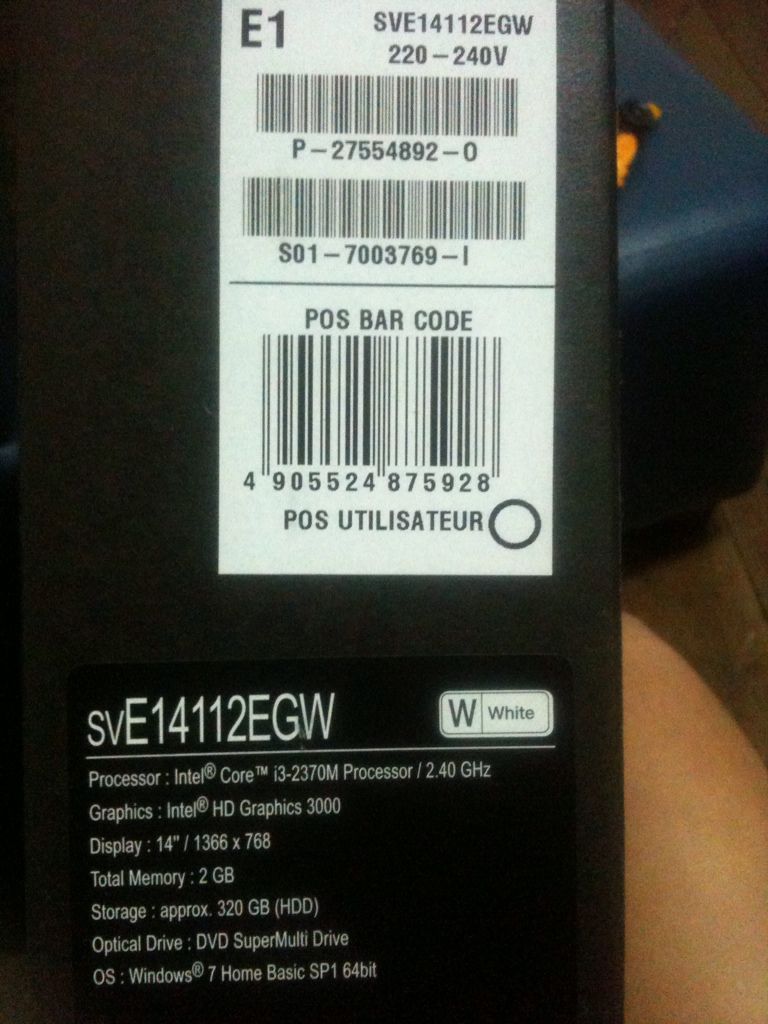 E1
SVE14112EGW
220-240V
P-27554892-0
S01-7003769-I
POS BAR CODE
4 905524 875928
POS UTILISATEUR
SVE14112EGW
W White
Processor : Intel® Core™ i3-2370M Processor / 2.40 GHz
Graphics : Intel® HD Graphics 3000
Display : 14" / 1366 x 768
Total Memory : 2 GB
Storage : approx. 320 GB (HDD)
Optical Drive : DVD SuperMulti Drive
OS : Windows® 7 Home Basic SP1 64bit